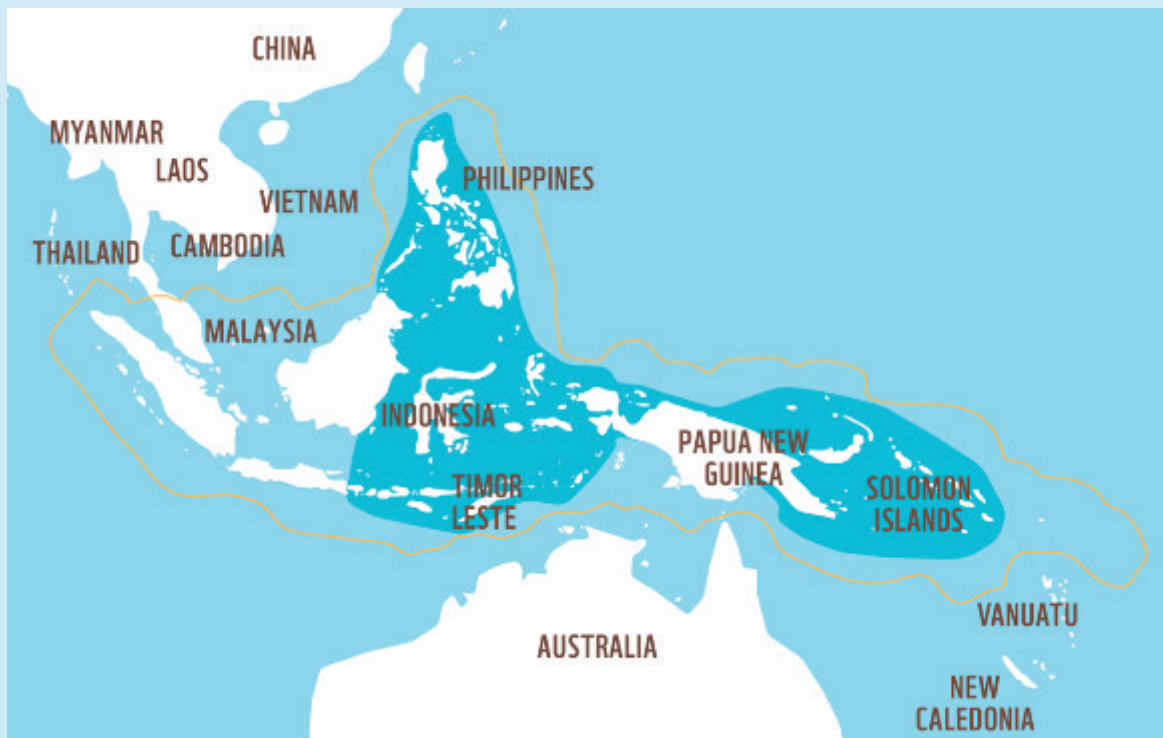 CHINA
MYANMAR
LAOS
PHILIPPINES
VIETNAM
THAILAND
CAMBODIA
MALAYSIA
INDONESIA
PAPUA NEW
GUINEA
TIMOR
LESTE
SOLOMON
ISLANDS
VANUATU
AUSTRALIA
NEW
CALEDONIA